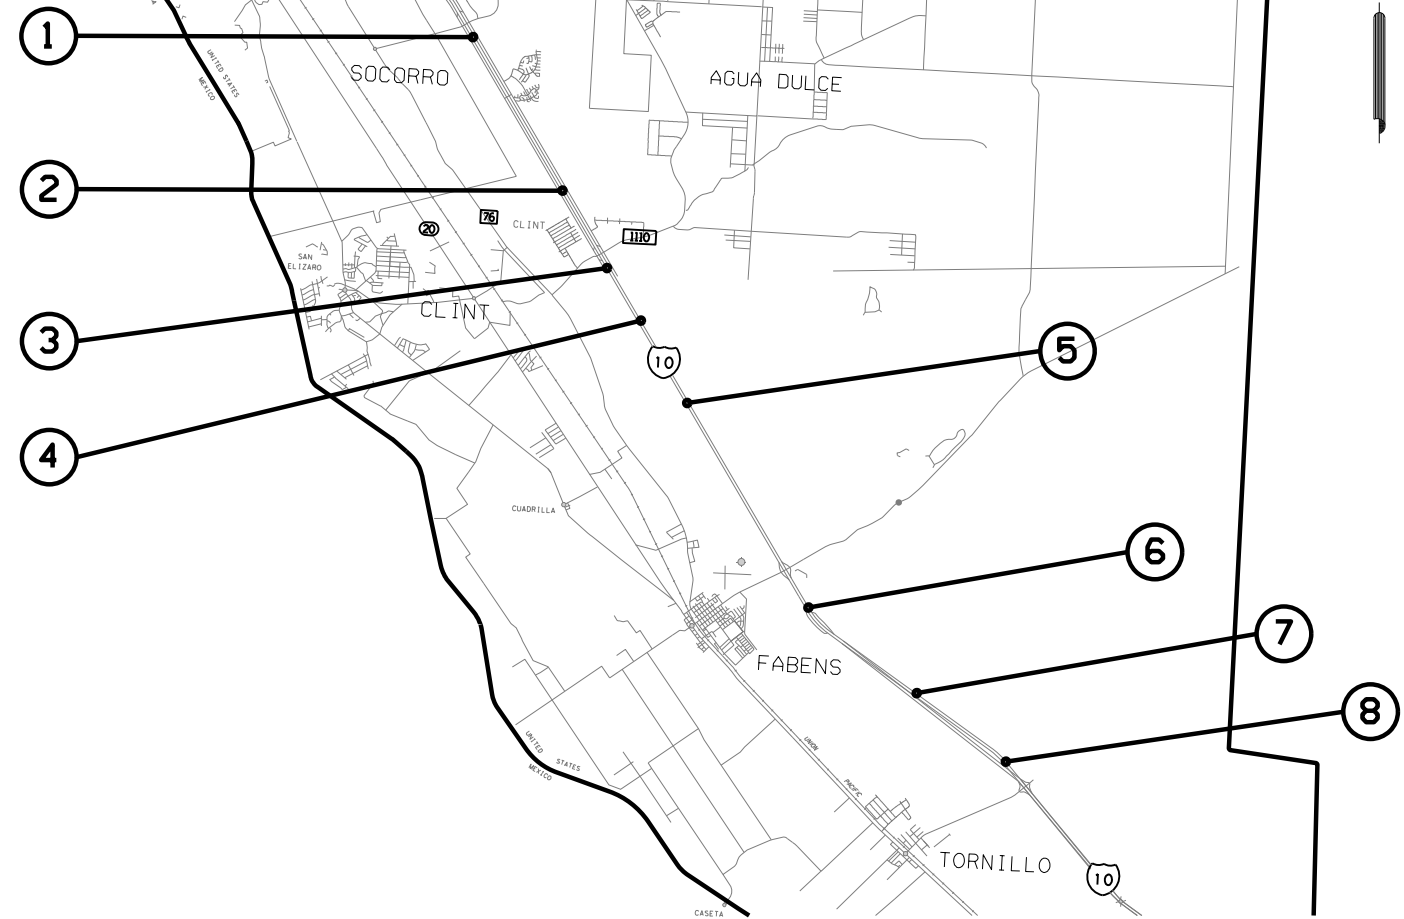 1
UNITED STATES
MEXICO
SOCORRO
AGUA DULCE
2
76
20
CLINT
1110
SAN
ELIZARO
3
CLINT
4
10
5
CUADRILLA
6
7
FABENS
8
UNITED STATES
MEXICO
UNION PACIFIC
TORNILLO
10
CASETA